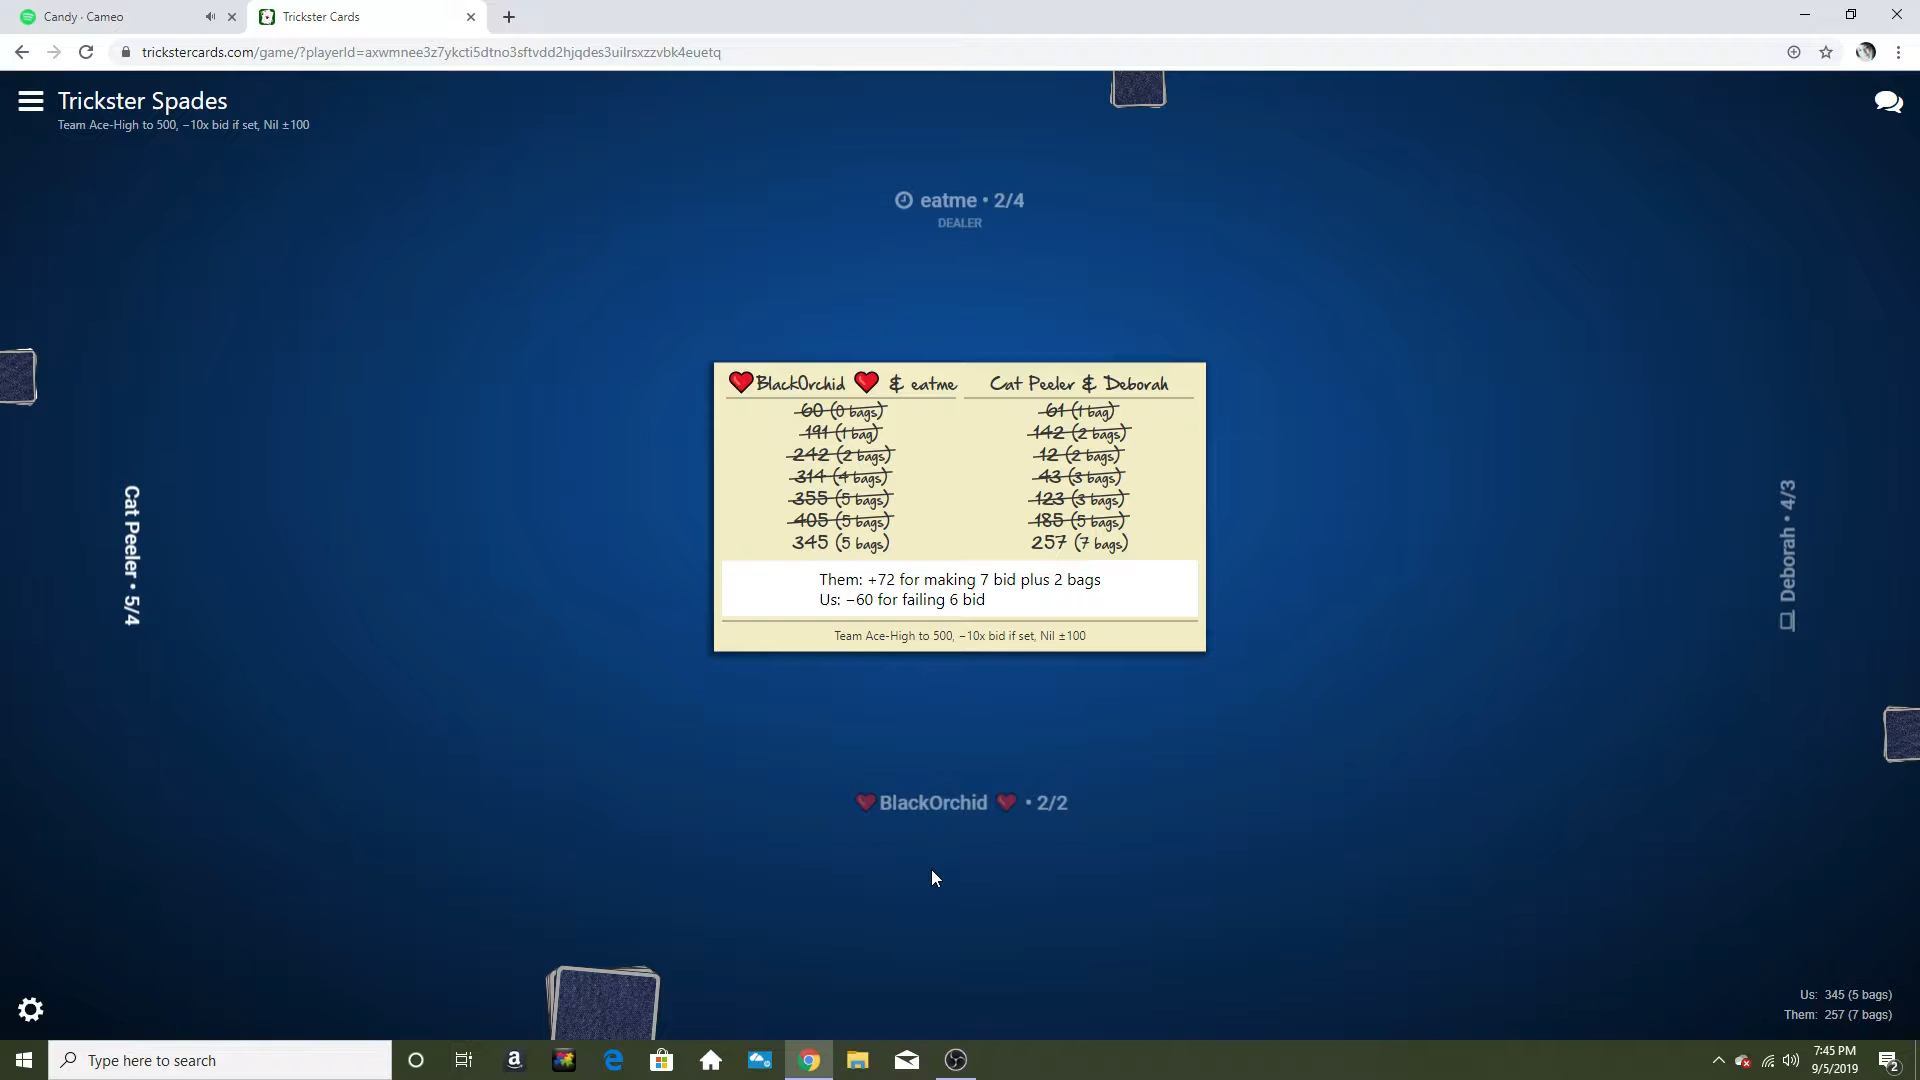 Candy · Cameo
Trickster Cards
trickstercards.com/game/?playerId=axwmnee3z7ykcti5dtno3sftvdd2hjqdes3uilrsxzzvbk4euetq
Trickster Spades
Team Ace-High to 500, −10x bid if set, Nil ±100
eatme • 2/4
DEALER
Cat Peeler • 5/4
Deborah • 4/3
❤BlackOrchid ❤ & eatme Cat Peeler & Deborah
60 (0 bags) 61 (1 bag)
191 (1 bag) 142 (2 bags)
242 (2 bags) 12 (2 bags)
314 (4 bags) 43 (3 bags)
355 (5 bags) 123 (3 bags)
405 (5 bags) 185 (5 bags)
345 (5 bags) 257 (7 bags)
Them: +72 for making 7 bid plus 2 bags
Us: −60 for failing 6 bid
Team Ace-High to 500, −10x bid if set, Nil ±100
❤BlackOrchid ❤ • 2/2
Us: 345 (5 bags)
Them: 257 (7 bags)
Type here to search
7:45 PM
9/5/2019
2